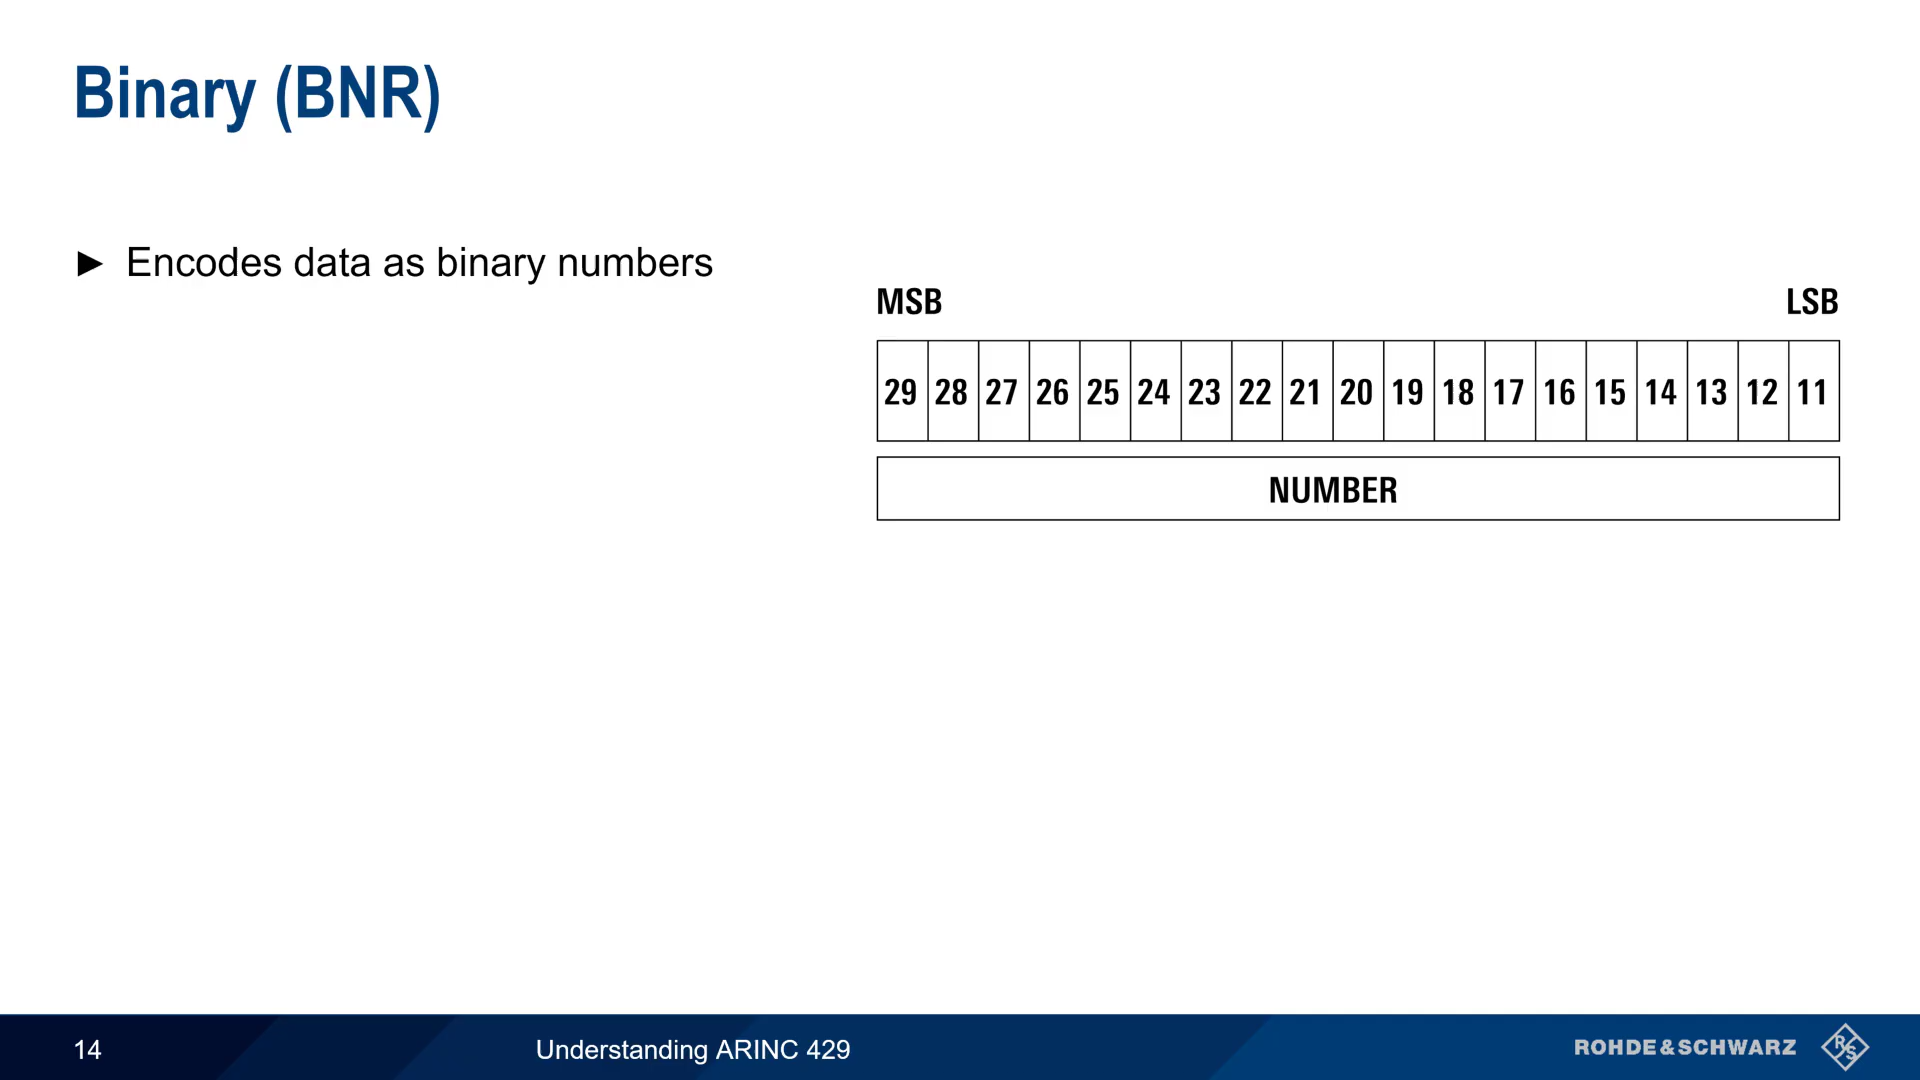 Binary (BNR)
► Encodes data as binary numbers
MSB LSB
29 28 27 26 25 24 23 22 21 20 19 18 17 16 15 14 13 12 11
NUMBER
14 Understanding ARINC 429 ROHDE&SCHWARZ R S